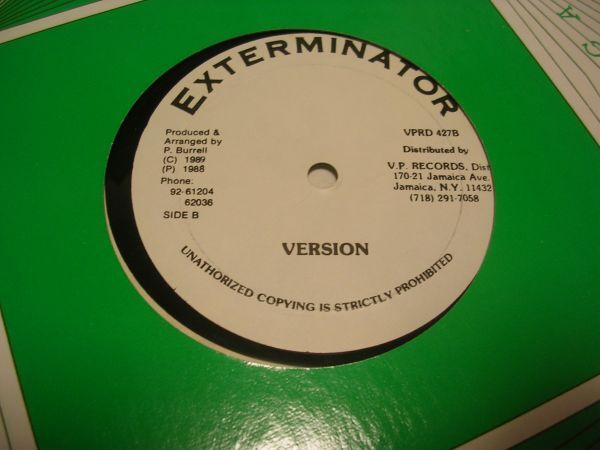 EXTERMINATOR
Produced &
Arranged by
P. Burrell
(C) 1989
(P) 1988
Phone:
92-61204
62036
SIDE B
VPRD 427B
Distributed by
V.P. RECORDS, Dist
170-21 Jamaica Ave.
Jamaica, N.Y. 11432
(718) 291-7058
VERSION
UNATHORIZED COPYING IS STRICTLY PROHIBITED
G A